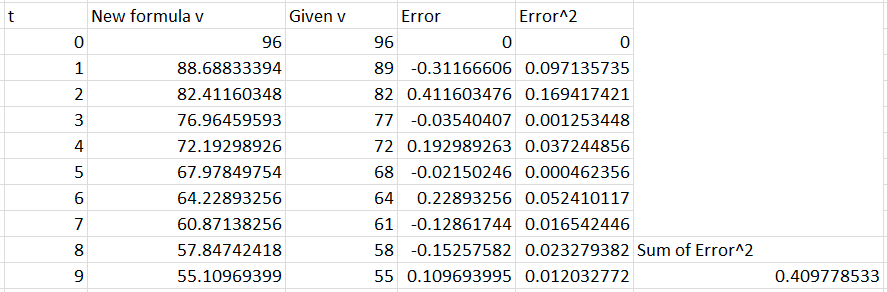 t New formula v Given v Error Error^2
0 96 96 0 0
1 88.68833394 89 -0.31166606 0.097135735
2 82.41160348 82 0.411603476 0.169417421
3 76.96459593 77 -0.03540407 0.001253448
4 72.19298926 72 0.192989263 0.037244856
5 67.97849754 68 -0.02150246 0.000462356
6 64.22893256 64 0.22893256 0.052410117
7 60.87138256 61 -0.12861744 0.016542446
8 57.84742418 58 -0.15257582 0.023279382 Sum of Error^2
9 55.10969399 55 0.109693995 0.012032772 0.409778533